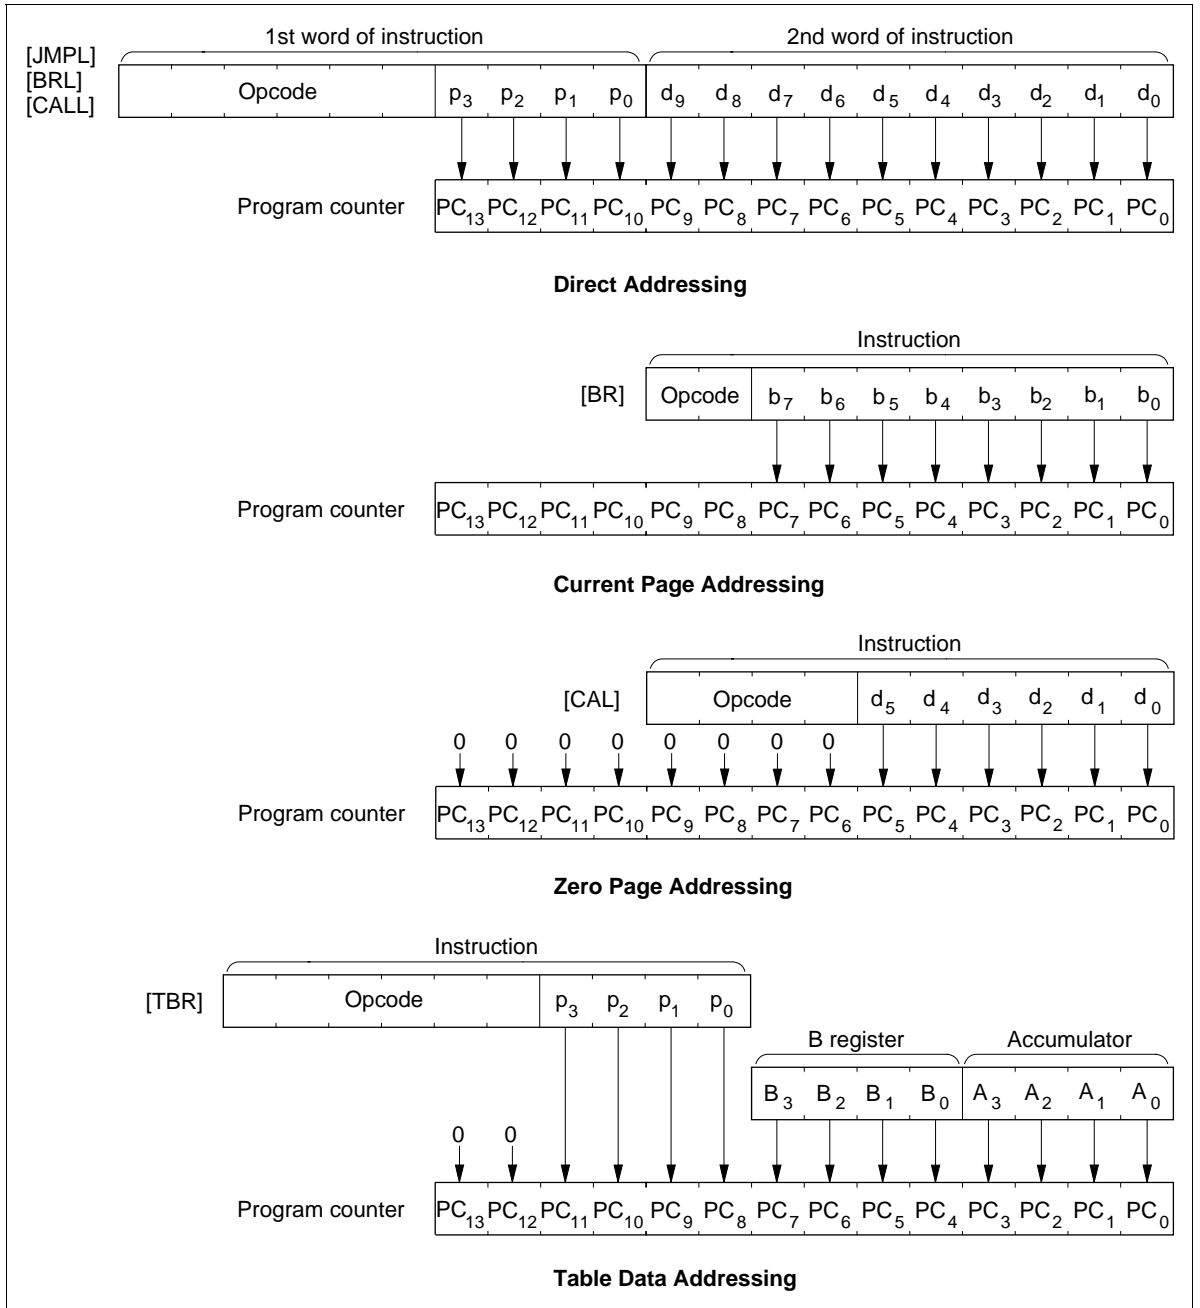 1st word of instruction 2nd word of instruction
[JMPL]
[BRL]
[CALL]
Opcode p3 p2 p1 p0 d9 d8 d7 d6 d5 d4 d3 d2 d1 d0
Program counter PC13 PC12 PC11 PC10 PC9 PC8 PC7 PC6 PC5 PC4 PC3 PC2 PC1 PC0
Direct Addressing
Instruction
[BR] Opcode b7 b6 b5 b4 b3 b2 b1 b0
Program counter PC13 PC12 PC11 PC10 PC9 PC8 PC7 PC6 PC5 PC4 PC3 PC2 PC1 PC0
Current Page Addressing
Instruction
[CAL] Opcode d5 d4 d3 d2 d1 d0
0 0 0 0 0 0 0 0
Program counter PC13 PC12 PC11 PC10 PC9 PC8 PC7 PC6 PC5 PC4 PC3 PC2 PC1 PC0
Zero Page Addressing
Instruction
[TBR] Opcode p3 p2 p1 p0
B register Accumulator
B3 B2 B1 B0 A3 A2 A1 A0
0 0
Program counter PC13 PC12 PC11 PC10 PC9 PC8 PC7 PC6 PC5 PC4 PC3 PC2 PC1 PC0
Table Data Addressing